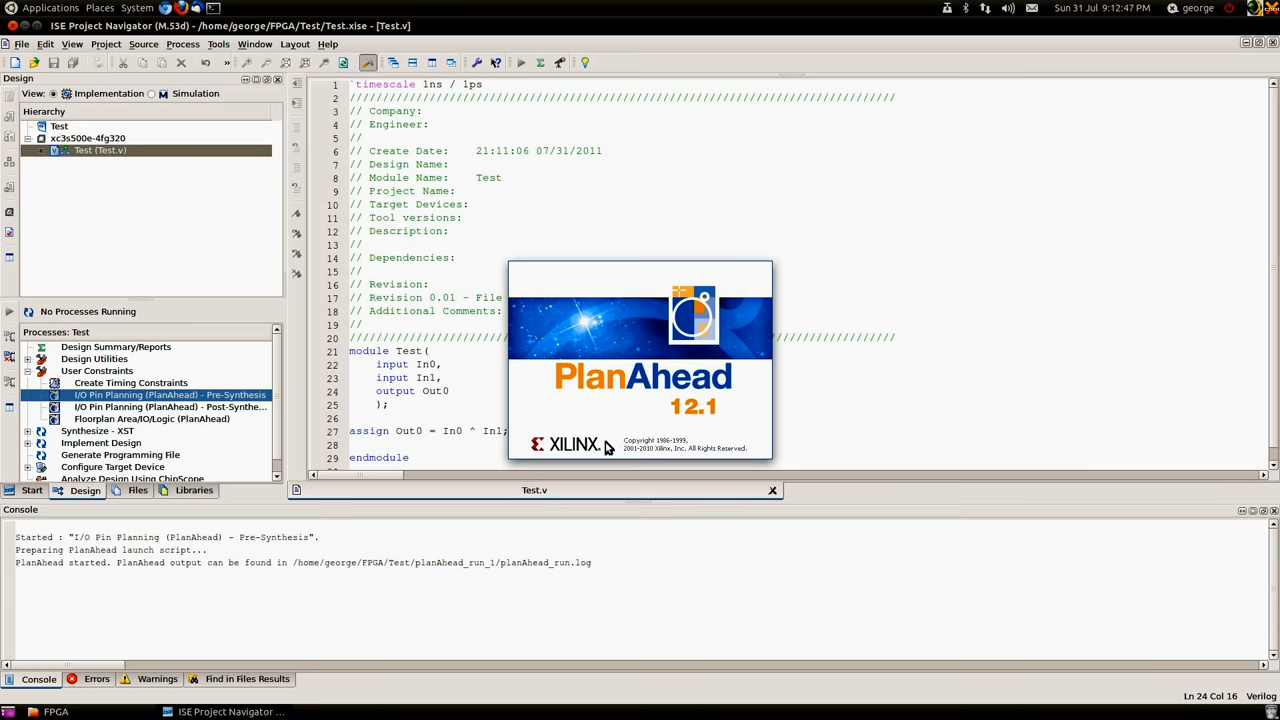 Applications Places System
Sun 31 Jul 9:12:47 PM
george
ISE Project Navigator (M.53d) - /home/george/FPGA/Test/Test.xise - [Test.v]
File Edit View Project Source Process Tools Window Layout Help
Design
View: Implementation Simulation
Hierarchy
Test
xc3s500e-4fg320
Test (Test.v)
No Processes Running
Processes: Test
Design Summary/Reports
Design Utilities
User Constraints
Create Timing Constraints
I/O Pin Planning (PlanAhead) - Pre-Synthesis
I/O Pin Planning (PlanAhead) - Post-Synthe...
Floorplan Area/IO/Logic (PlanAhead)
Synthesize - XST
Implement Design
Generate Programming File
Configure Target Device
Analyze Design Using ChipScope
Start Design Files Libraries
1 `timescale 1ns / 1ps
2 //////////////////////////////////////////////////////////////////////////////////
3 // Company:
4 // Engineer:
5 //
6 // Create Date: 21:11:06 07/31/2011
7 // Design Name:
8 // Module Name: Test
9 // Project Name:
10 // Target Devices:
11 // Tool versions:
12 // Description:
13 //
14 // Dependencies:
15 //
16 // Revision:
17 // Revision 0.01 - File
18 // Additional Comments:
19 //
20 //////////////////////////////////////////////////////////////////////////////////
21 module Test(
22 input In0,
23 input In1,
24 output Out0
25 );
26
27 assign Out0 = In0 ^ In1;
28
29 endmodule
PlanAhead
12.1
XILINX
Copyright 1986-1999,
2001-2010 Xilinx, Inc. All Rights Reserved.
Test.v
Console
Started : "I/O Pin Planning (PlanAhead) - Pre-Synthesis".
Preparing PlanAhead launch script...
PlanAhead started. PlanAhead output can be found in /home/george/FPGA/Test/planAhead_run_1/planAhead_run.log
Console Errors Warnings Find in Files Results
Ln 24 Col 16 Verilog
FPGA
ISE Project Navigator ...